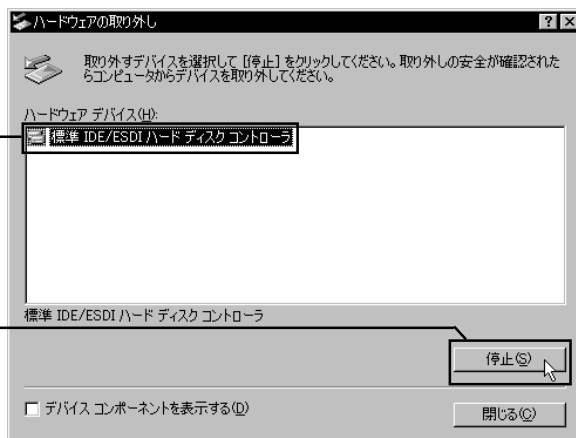 ハードウェアの取り外し
取り外すデバイスを選択して [停止] をクリックしてください。取り外しの安全が確認された
らコンピュータからデバイスを取り外してください。
ハードウェア デバイス(H):
標準 IDE/ESDI ハード ディスク コントローラ
標準 IDE/ESDI ハード ディスク コントローラ
停止(S)
デバイス コンポーネントを表示する(D)
閉じる(C)